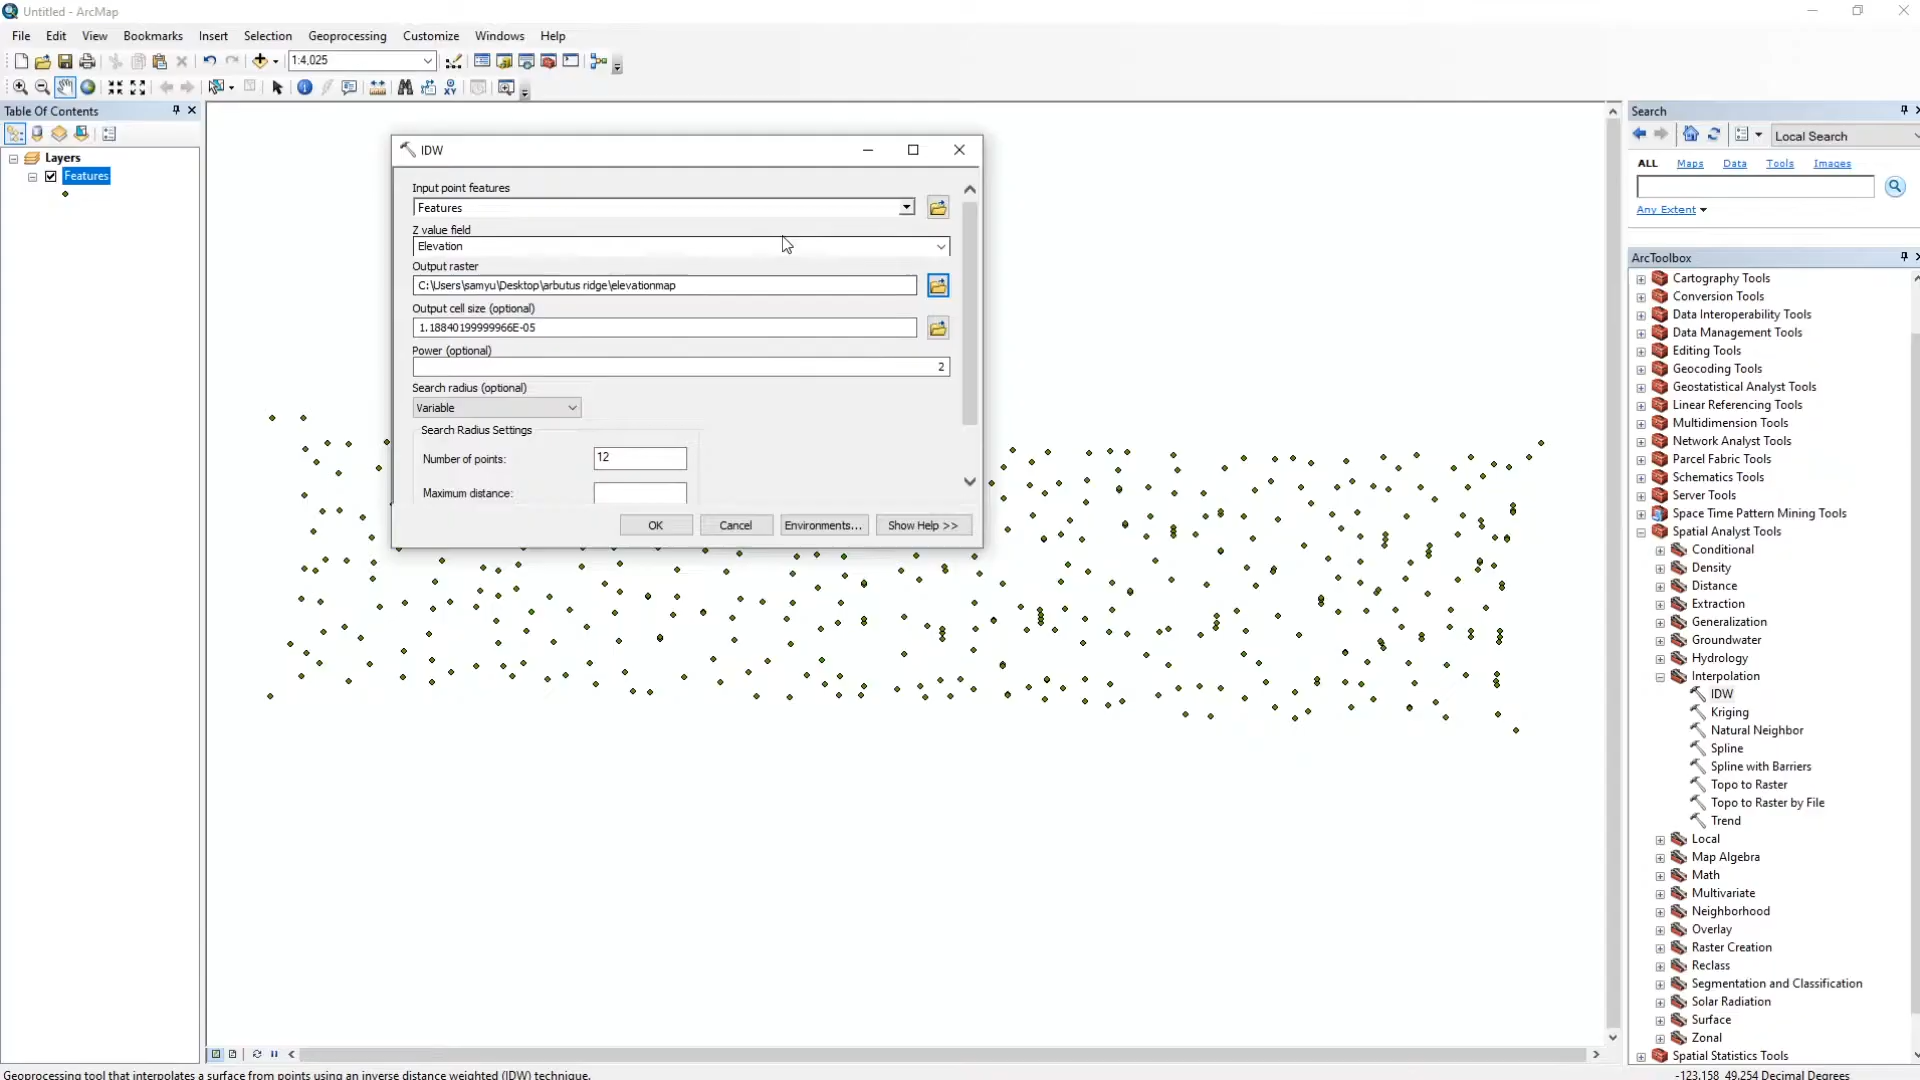 Untitled - ArcMap
File Edit View Bookmarks Insert Selection Geoprocessing Customize Windows Help
1:4,025
Table Of Contents
Layers
Features
IDW
Input point features
Features
Z value field
Elevation
Output raster
C:\Users\samyu\Desktop\arbutus ridge\elevationmap
Output cell size (optional)
1.18840199999966E-05
Power (optional)
2
Search radius (optional)
Variable
Search Radius Settings
Number of points: 12
Maximum distance:
OK Cancel Environments... Show Help >>
Search
Local Search
ALL Maps Data Tools Images
Any Extent
ArcToolbox
Cartography Tools
Conversion Tools
Data Interoperability Tools
Data Management Tools
Editing Tools
Geocoding Tools
Geostatistical Analyst Tools
Linear Referencing Tools
Multidimension Tools
Network Analyst Tools
Parcel Fabric Tools
Schematics Tools
Server Tools
Space Time Pattern Mining Tools
Spatial Analyst Tools
Conditional
Density
Distance
Extraction
Generalization
Groundwater
Hydrology
Interpolation
IDW
Kriging
Natural Neighbor
Spline
Spline with Barriers
Topo to Raster
Topo to Raster by File
Trend
Local
Map Algebra
Math
Multivariate
Neighborhood
Overlay
Raster Creation
Reclass
Segmentation and Classification
Solar Radiation
Surface
Zonal
Spatial Statistics Tools
Geoprocessing tool that interpolates a surface from points using an inverse distance weighted (IDW) technique.
-123.158 49.254 Decimal Degrees